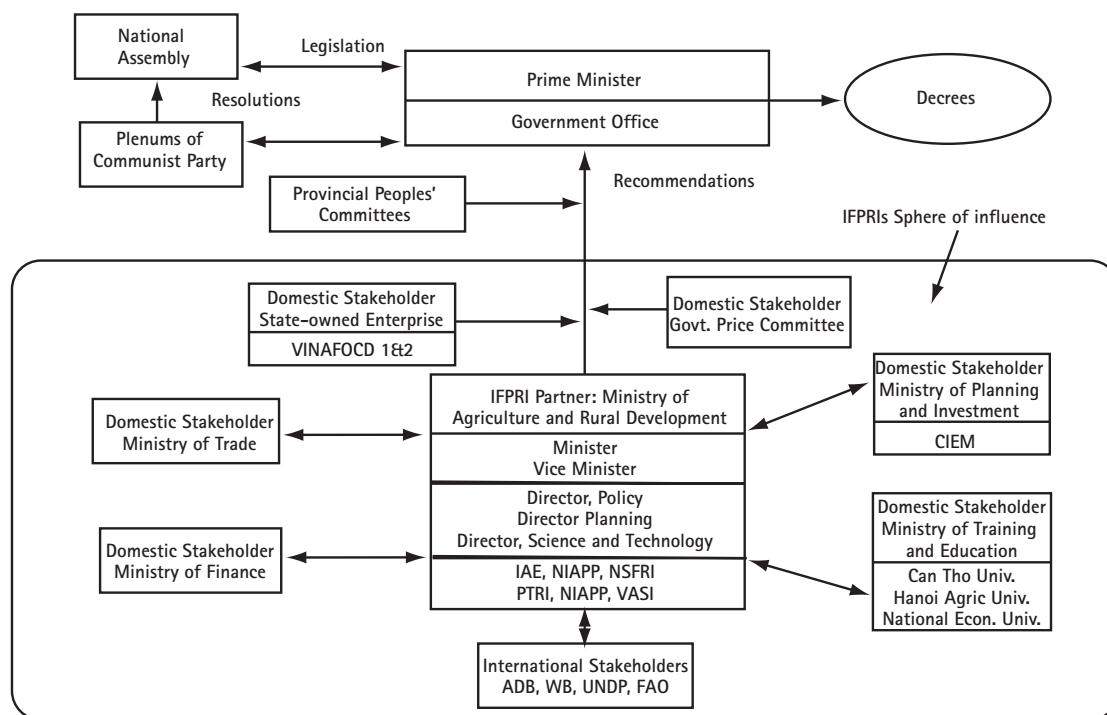 National
Assembly
Legislation
Prime Minister
Government Office
Decrees
Resolutions
Plenums of
Communist Party
Provincial Peoples'
Committees
Recommendations
IFPRIs Sphere of influence
Domestic Stakeholder
State-owned Enterprise
VINAFOCD 1&2
Domestic Stakeholder
Govt. Price Committee
IFPRI Partner: Ministry of
Agriculture and Rural Development
Minister
Vice Minister
Director, Policy
Director Planning
Director, Science and Technology
IAE, NIAPP, NSFRI
PTRI, NIAPP, VASI
Domestic Stakeholder
Ministry of Trade
Domestic Stakeholder
Ministry of Finance
Domestic Stakeholder
Ministry of Planning
and Investment
CIEM
Domestic Stakeholder
Ministry of Training
and Education
Can Tho Univ.
Hanoi Agric Univ.
National Econ. Univ.
International Stakeholders
ADB, WB, UNDP, FAO